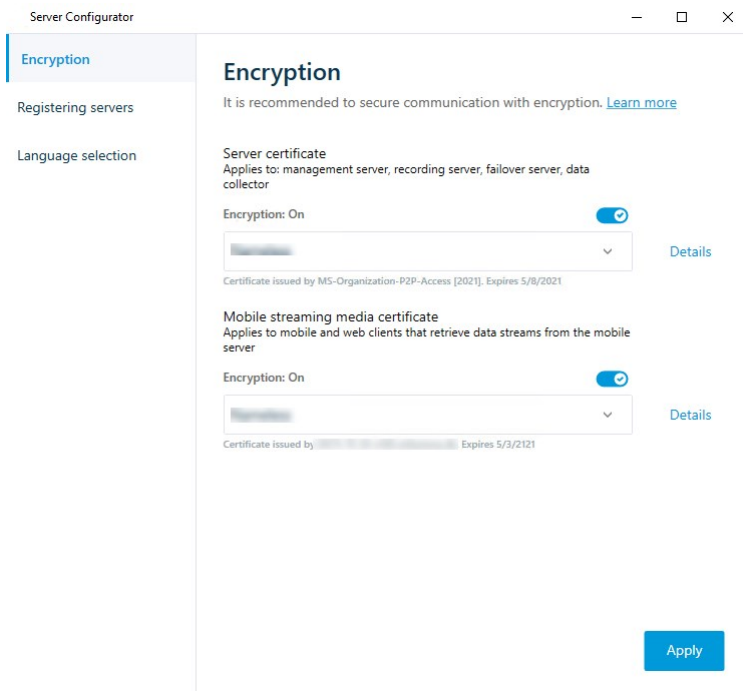 Server Configurator
Encryption
Registering servers
Language selection
Encryption
It is recommended to secure communication with encryption. Learn more
Server certificate
Applies to: management server, recording server, failover server, data
collector
Encryption: On
Details
Certificate issued by MS-Organization-P2P-Access [2021]. Expires 5/8/2021
Mobile streaming media certificate
Applies to mobile and web clients that retrieve data streams from the mobile
server
Encryption: On
Details
Certificate issued by Expires 5/3/2121
Apply